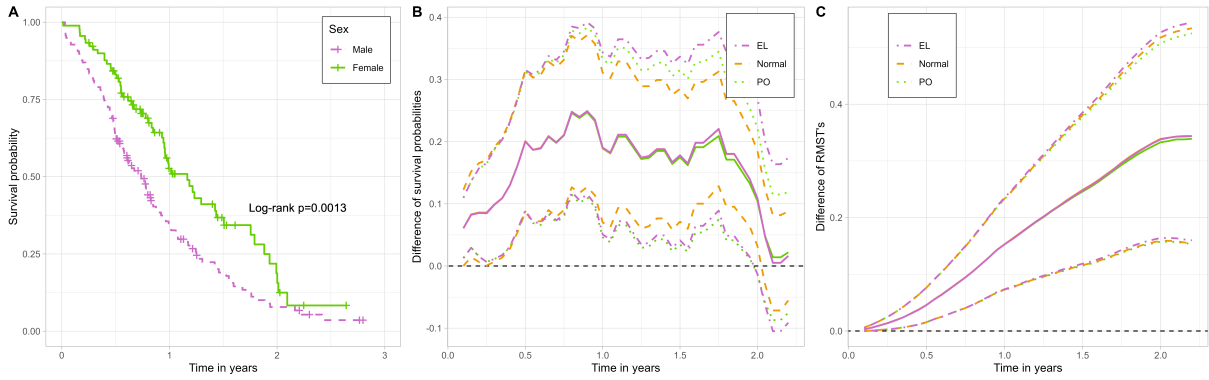 A
Survival probability
1.00
0.75
0.50
0.25
0.00
Sex
Male
Female
Log-rank p=0.0013
0
1
2
3
Time in years
B
Difference of survival probabilities
0.4
0.3
0.2
0.1
0.0
-0.1
EL
Normal
PO
0.0
0.5
1.0
1.5
2.0
Time in years
C
Difference of RMST's
0.4
0.2
0.0
EL
Normal
PO
0.0
0.5
1.0
1.5
2.0
Time in years